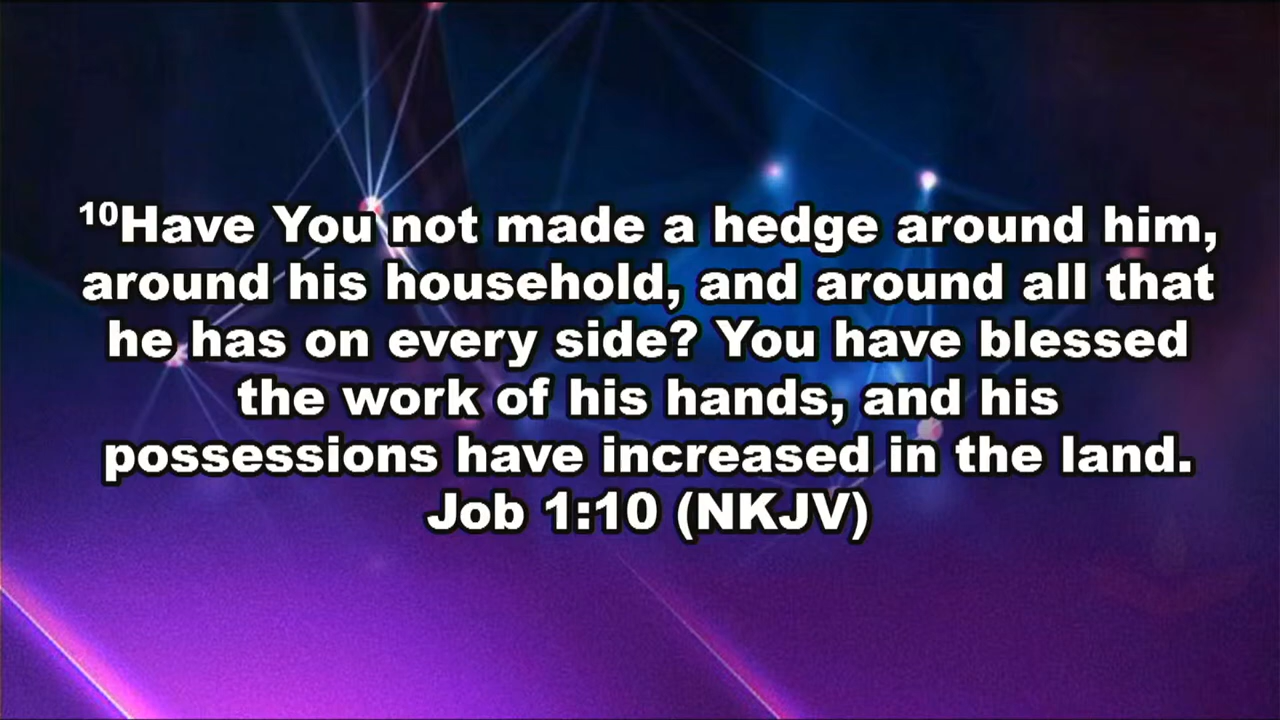 ¹⁰Have You not made a hedge around him,
around his household, and around all that
he has on every side? You have blessed
the work of his hands, and his
possessions have increased in the land.
Job 1:10 (NKJV)